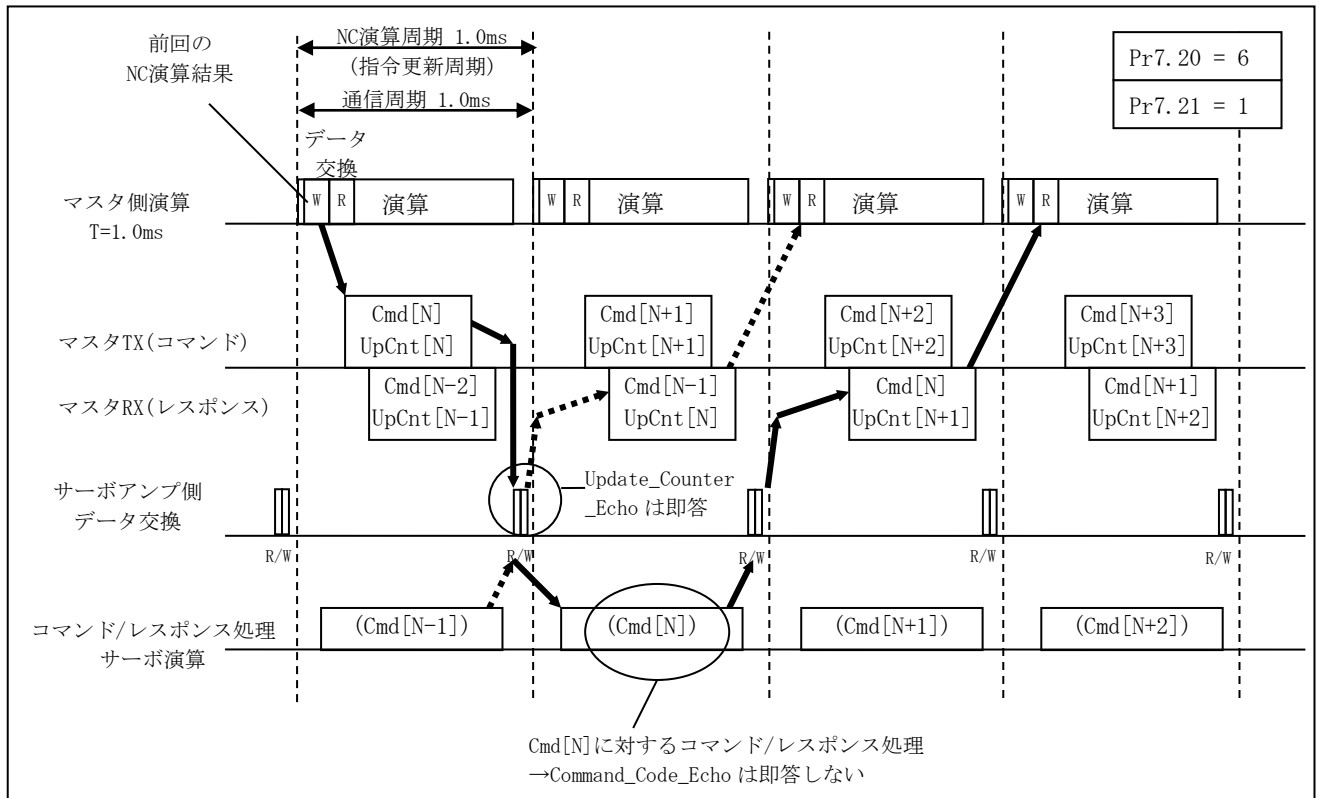 前回の
NC演算結果
NC演算周期 1.0ms
(指令更新周期)
通信周期 1.0ms
Pr7.20 = 6
Pr7.21 = 1
データ
交換
マスタ側演算
T=1.0ms
W R 演算 W R 演算 W R 演算 W R 演算
マスタTX(コマンド)
Cmd[N]
UpCnt[N]
Cmd[N+1]
UpCnt[N+1]
Cmd[N+2]
UpCnt[N+2]
Cmd[N+3]
UpCnt[N+3]
マスタRX(レスポンス)
Cmd[N-2]
UpCnt[N-1]
Cmd[N-1]
UpCnt[N]
Cmd[N]
UpCnt[N+1]
Cmd[N+1]
UpCnt[N+2]
サーボアンプ側
データ交換
Update_Counter
_Echo は即答
R/W R/W R/W R/W R/W
コマンド/レスポンス処理
サーボ演算
(Cmd[N-1]) (Cmd[N]) (Cmd[N+1]) (Cmd[N+2])
Cmd[N]に対するコマンド/レスポンス処理
→Command_Code_Echo は即答しない